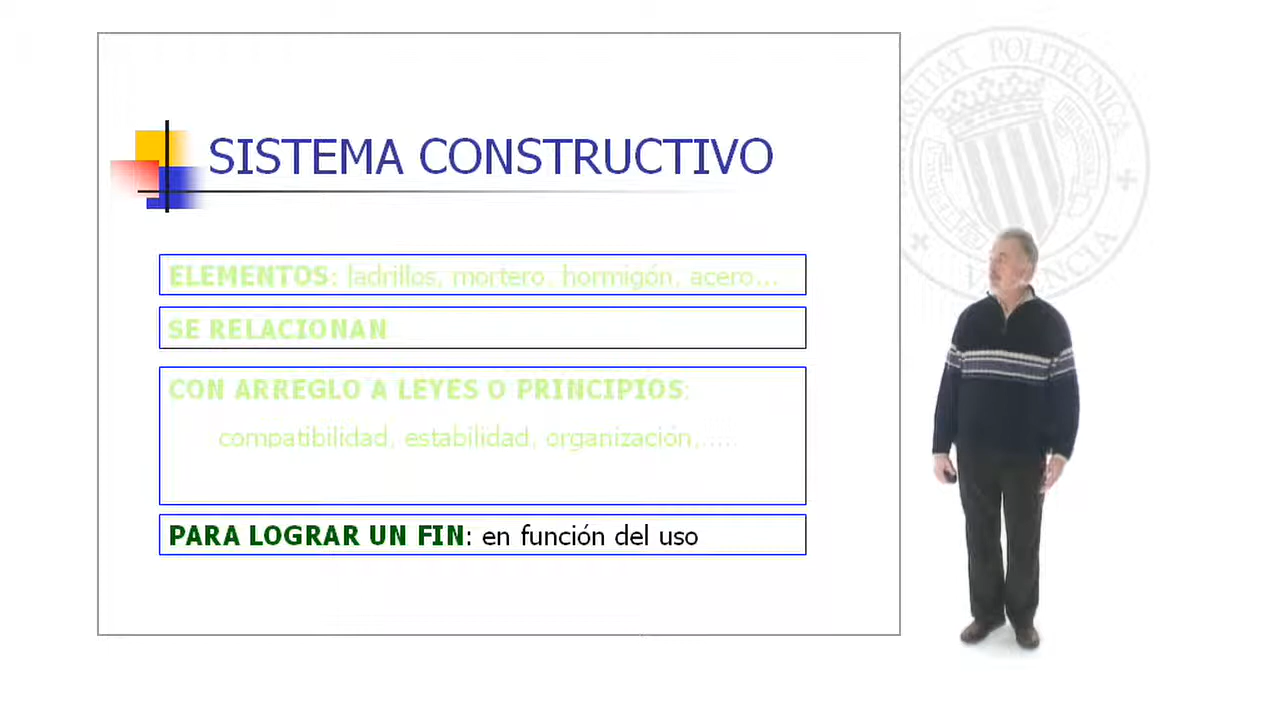 SISTEMA CONSTRUCTIVO
ELEMENTOS: ladrillos, mortero, hormigón, acero...
SE RELACIONAN
CON ARREGLO A LEYES O PRINCIPIOS:
compatibilidad, estabilidad, organización,.....
PARA LOGRAR UN FIN: en función del uso
POLITECNICA